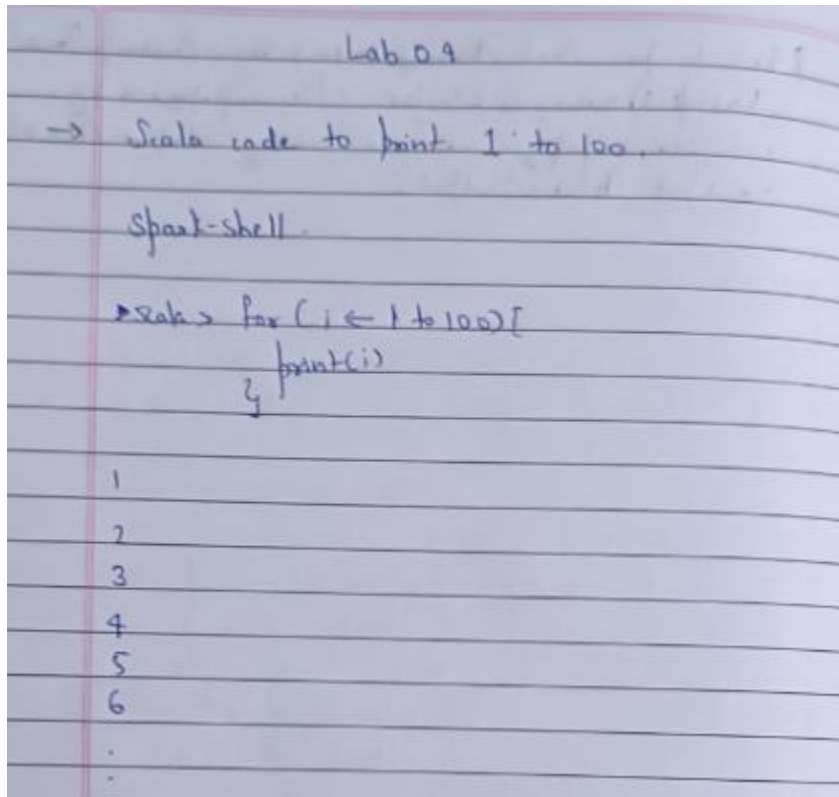 Lab 09
→ Scala code to print 1 to 100.
Spark-shell
scala > for (i ← 1 to 100) {
print(i)
}
1
2
3
4
5
6
.
.